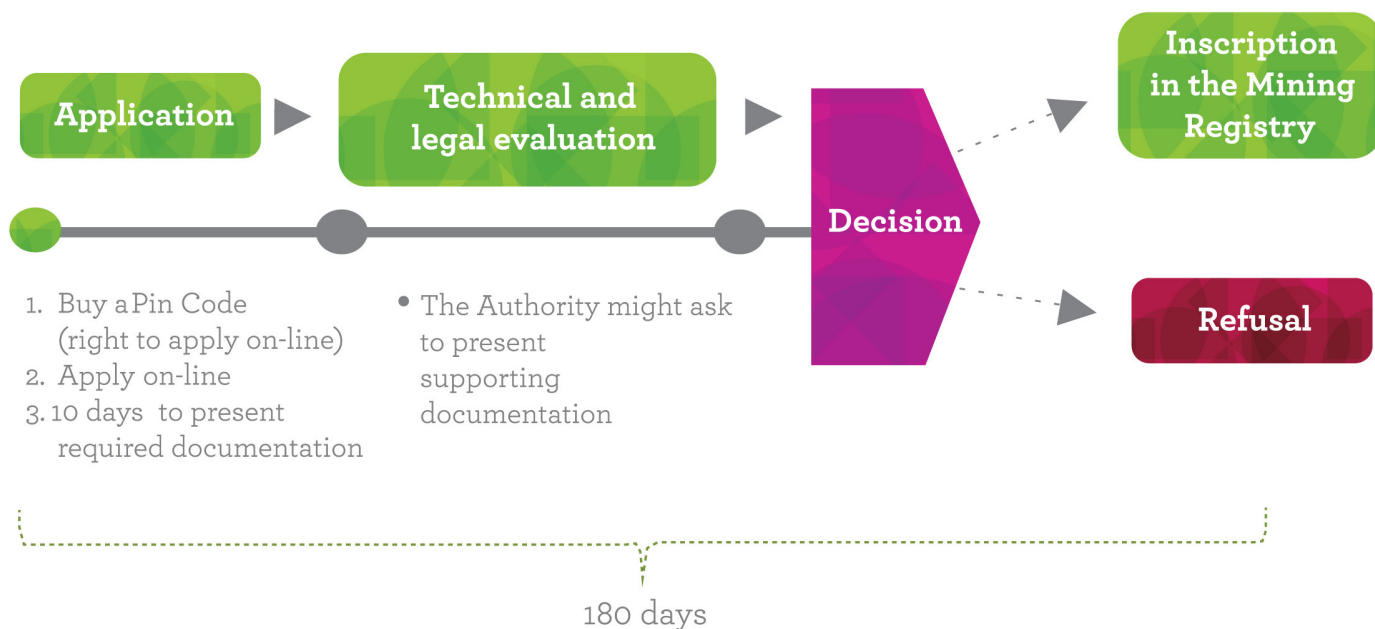 Application
Technical and
legal evaluation
Decision
Inscription
in the Mining
Registry
Refusal
1. Buy a Pin Code
(right to apply on-line)
2. Apply on-line
3. 10 days to present
required documentation
• The Authority might ask
to present
supporting
documentation
180 days